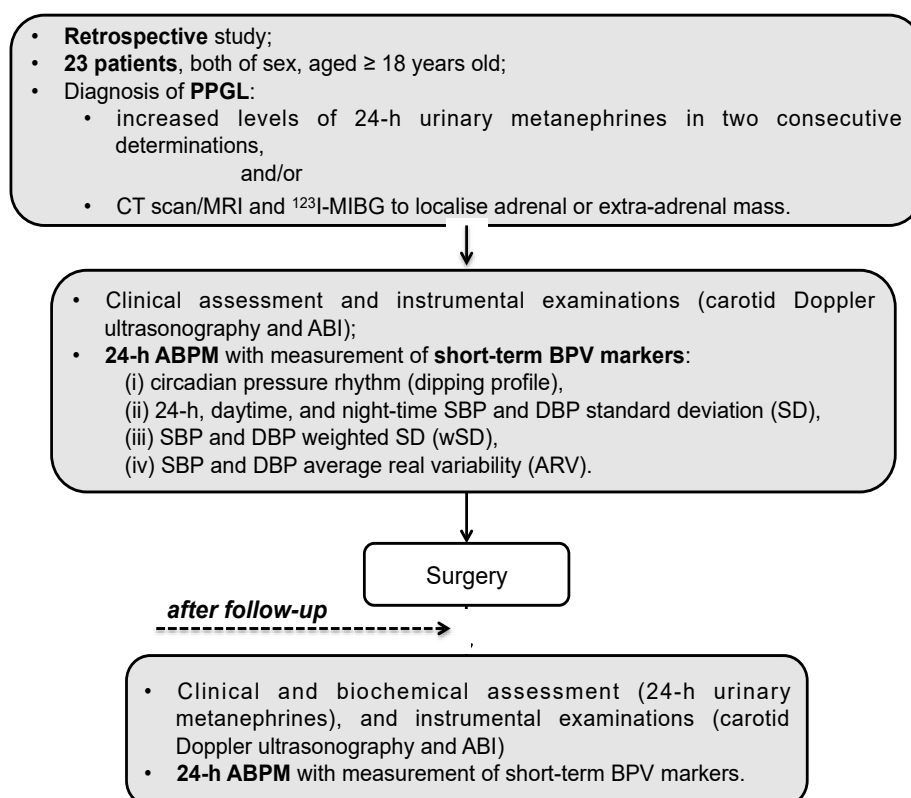 • Retrospective study;
• 23 patients, both of sex, aged ≥ 18 years old;
• Diagnosis of PPGL:
• increased levels of 24-h urinary metanephrines in two consecutive
determinations,
and/or
• CT scan/MRI and ¹²³I-MIBG to localise adrenal or extra-adrenal mass.
• Clinical assessment and instrumental examinations (carotid Doppler
ultrasonography and ABI);
• 24-h ABPM with measurement of short-term BPV markers:
(i) circadian pressure rhythm (dipping profile),
(ii) 24-h, daytime, and night-time SBP and DBP standard deviation (SD),
(iii) SBP and DBP weighted SD (wSD),
(iv) SBP and DBP average real variability (ARV).
Surgery
after follow-up
• Clinical and biochemical assessment (24-h urinary
metanephrines), and instrumental examinations (carotid
Doppler ultrasonography and ABI)
• 24-h ABPM with measurement of short-term BPV markers.